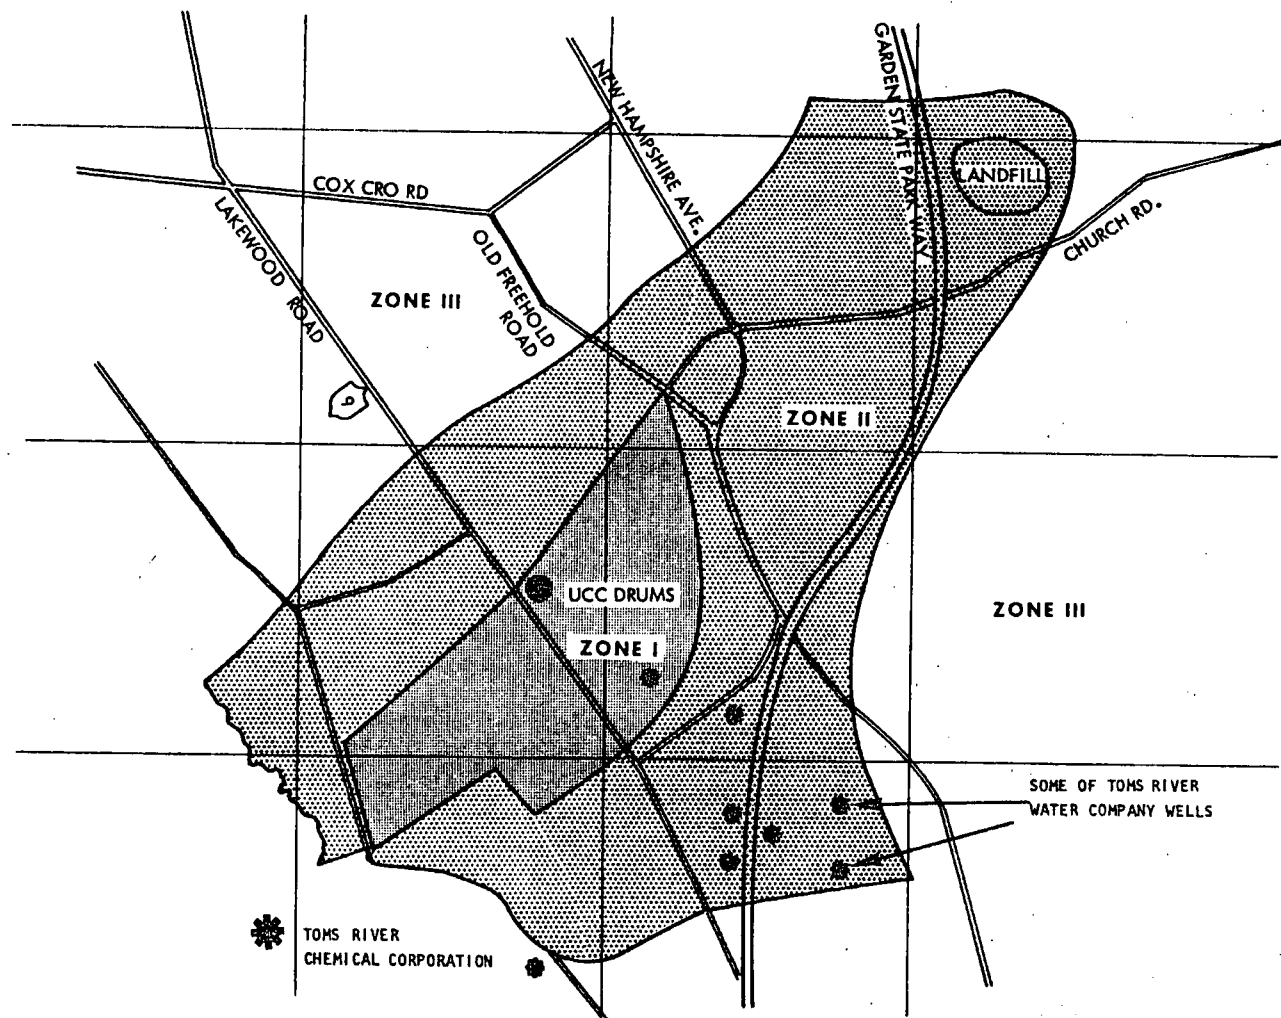 GARDEN STATE PARK WAY
NEW HAMPSHIRE AVE.
LANDFILL
COX CRO RD
LAKEWOOD ROAD
OLD FREEHOLD
ROAD
CHURCH RD.
ZONE III
9
ZONE II
UCC DRUMS
ZONE I
ZONE III
SOME OF TOMS RIVER
WATER COMPANY WELLS
TOMS RIVER
CHEMICAL CORPORATION